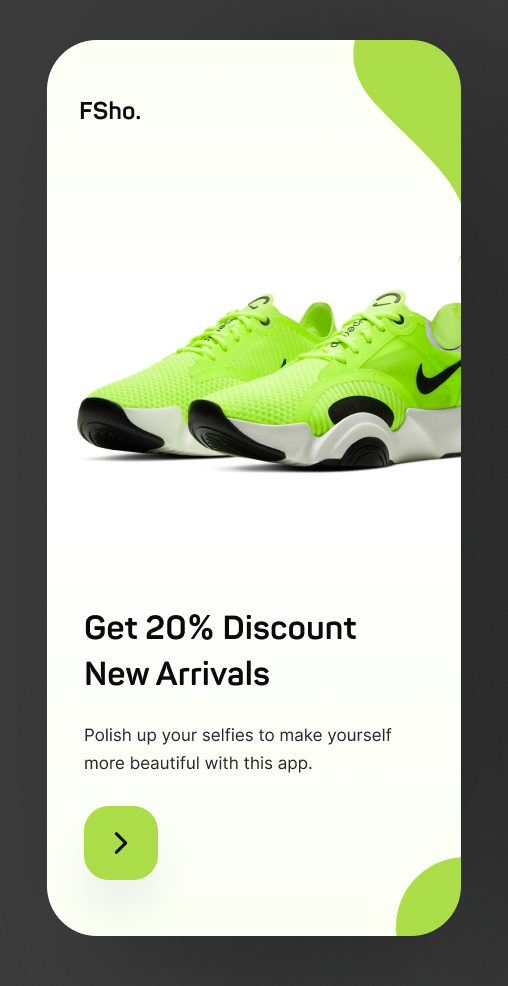 FSho.
Get 20% Discount
New Arrivals
Polish up your selfies to make yourself
more beautiful with this app.